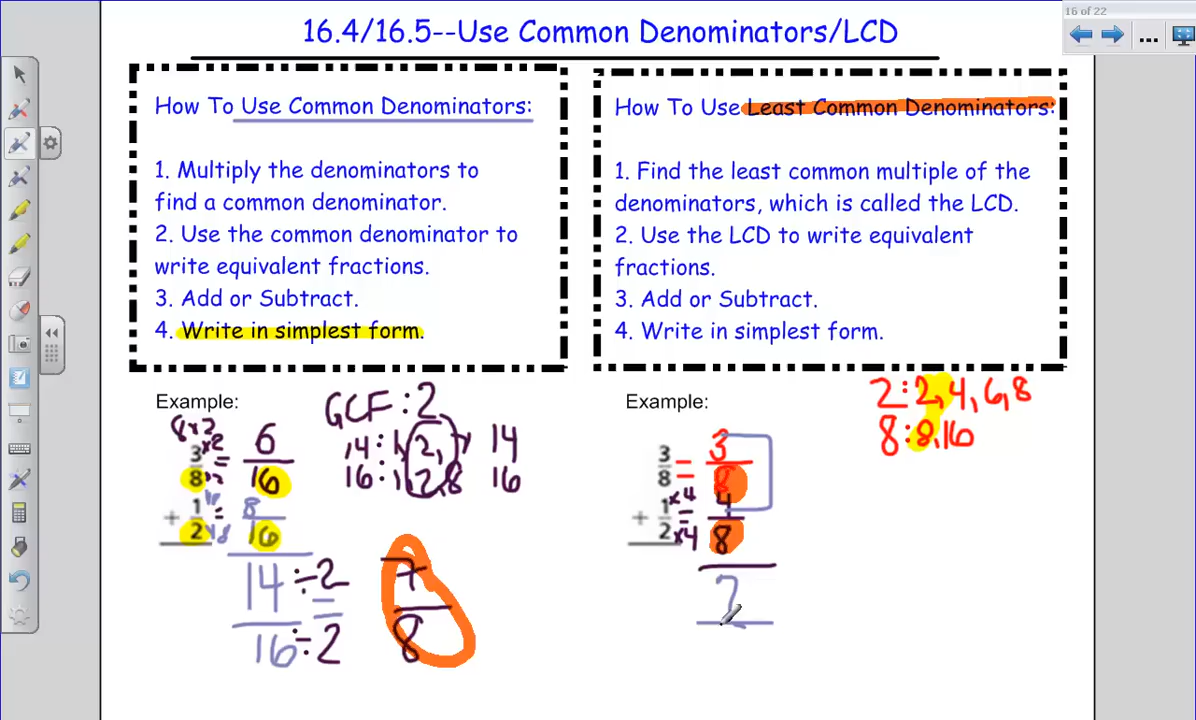 16 of 22
16.4/16.5--Use Common Denominators/LCD
How To Use Common Denominators:
1. Multiply the denominators to
find a common denominator.
2. Use the common denominator to
write equivalent fractions.
3. Add or Subtract.
4. Write in simplest form.
How To Use Least Common Denominators:
1. Find the least common multiple of the
denominators, which is called the LCD.
2. Use the LCD to write equivalent
fractions.
3. Add or Subtract.
4. Write in simplest form.
Example:
8x2
3/8 x2 = 6/16
+ 1/2 x8 = 8/16
14/16 ÷2/÷2 = 7/8
GCF:2
14:1, 2, 7, 14
16:1, 2, 8, 16
Example:
2:2,4,6,8
8:8,16
3/8 = 3/8
+ 1/2 x4/x4 = 4/8
7